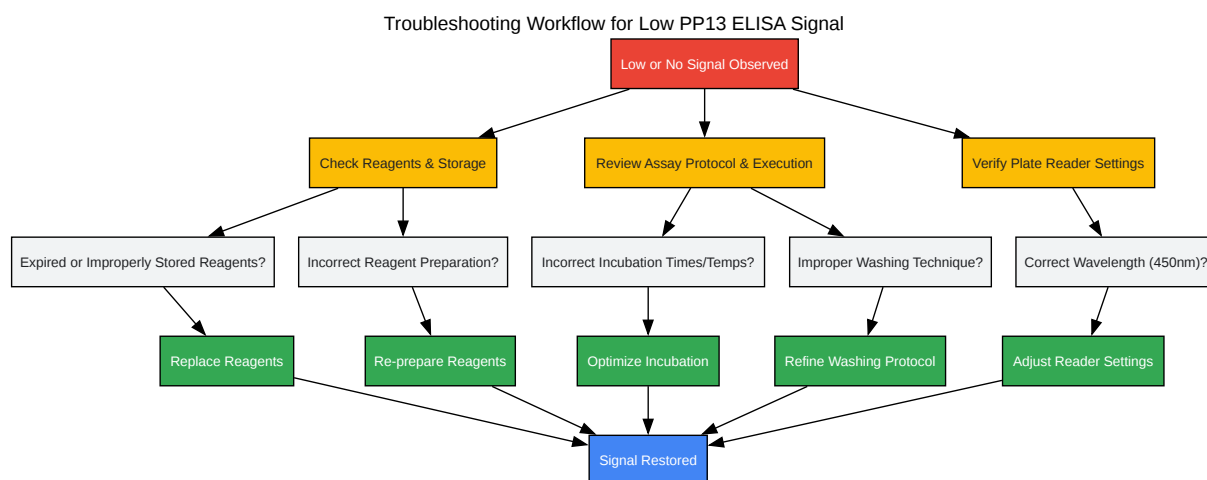 Troubleshooting Workflow for Low PP13 ELISA Signal
Low or No Signal Observed
Check Reagents & Storage
Review Assay Protocol & Execution
Verify Plate Reader Settings
Expired or Improperly Stored Reagents?
Incorrect Reagent Preparation?
Incorrect Incubation Times/Temps?
Improper Washing Technique?
Correct Wavelength (450nm)?
Replace Reagents
Re-prepare Reagents
Optimize Incubation
Refine Washing Protocol
Adjust Reader Settings
Signal Restored